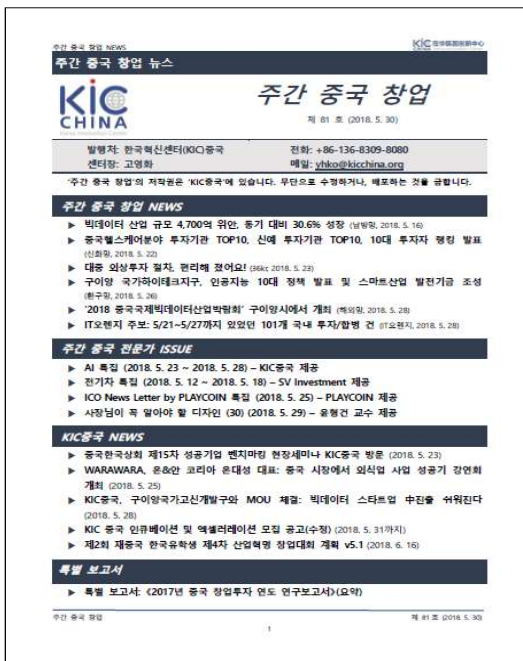 주간 중국 창업 NEWS
KIC 中韓國創新中心
주간 중국 창업 뉴스
KIC
CHINA
주간 중국 창업
제 81 호 (2018. 5. 30)
발행처: 한국혁신센터(KIC)중국 전화: +86-136-8309-8080
센터장: 고영화 메일: yhko@kicchina.org
'주간 중국 창업'의 저작권은 'KIC중국'에 있습니다. 무단으로 수정하거나, 배포하는 것을 금합니다.
주간 중국 창업 NEWS
▶ 빅데이터 산업 규모 4,700억 위안, 동기 대비 30.6% 성장 (남방망, 2018. 5. 16)
▶ 중국헬스케어분야 투자기관 TOP10, 신예 투자기관 TOP10, 10대 투자자 랭킹 발표
(신화망, 2018. 5. 22)
▶ 대중 외상투자 절차, 편리해 졌어요! (36kr, 2018. 5. 23)
▶ 구이양 국가하이테크지구, 인공지능 10대 정책 발표 및 스마트산업 발전기금 조성
(환구망, 2018. 5. 26)
▶ '2018 중국국제빅데이터산업박람회' 구이양시에서 개최 (해외망, 2018. 5. 28)
▶ IT오렌지 주보: 5/21~5/27까지 있었던 101개 국내 투자/합병 건 (IT오렌지, 2018. 5. 28)
주간 중국 전문가 ISSUE
▶ AI 특집 (2018. 5. 23 ~ 2018. 5. 28) – KIC중국 제공
▶ 전기차 특집 (2018. 5. 12 ~ 2018. 5. 18) – SV Investment 제공
▶ ICO News Letter by PLAYCOIN 특집 (2018. 5. 25) – PLAYCOIN 제공
▶ 사장님이 꼭 알아야 할 디자인 (30) (2018. 5. 29) – 윤형건 교수 제공
KIC중국 NEWS
▶ 중국한국상회 제15차 성공기업 벤치마킹 현장세미나 KIC중국 방문 (2018. 5. 23)
▶ WARAWARA, 온&안 코리아 온대성 대표: 중국 시장에서 외식업 사업 성공기 강연회
개최 (2018. 5. 25)
▶ KIC중국, 구이양국가고신개발구와 MOU 체결: 빅데이터 스타트업 中진출 쉬워진다
(2018. 5. 28)
▶ KIC 중국 인큐베이션 및 엑셀러레이션 모집 공고(수정) (2018. 5. 31까지)
▶ 제2회 재중국 한국유학생 제4차 산업혁명 창업대회 계획 v5.1 (2018. 6. 16)
특별 보고서
▶ 특별 보고서: 《2017년 중국 창업투자 연도 연구보고서》(요약)
주간 중국 창업 제 81 호 (2018. 5. 30)
1